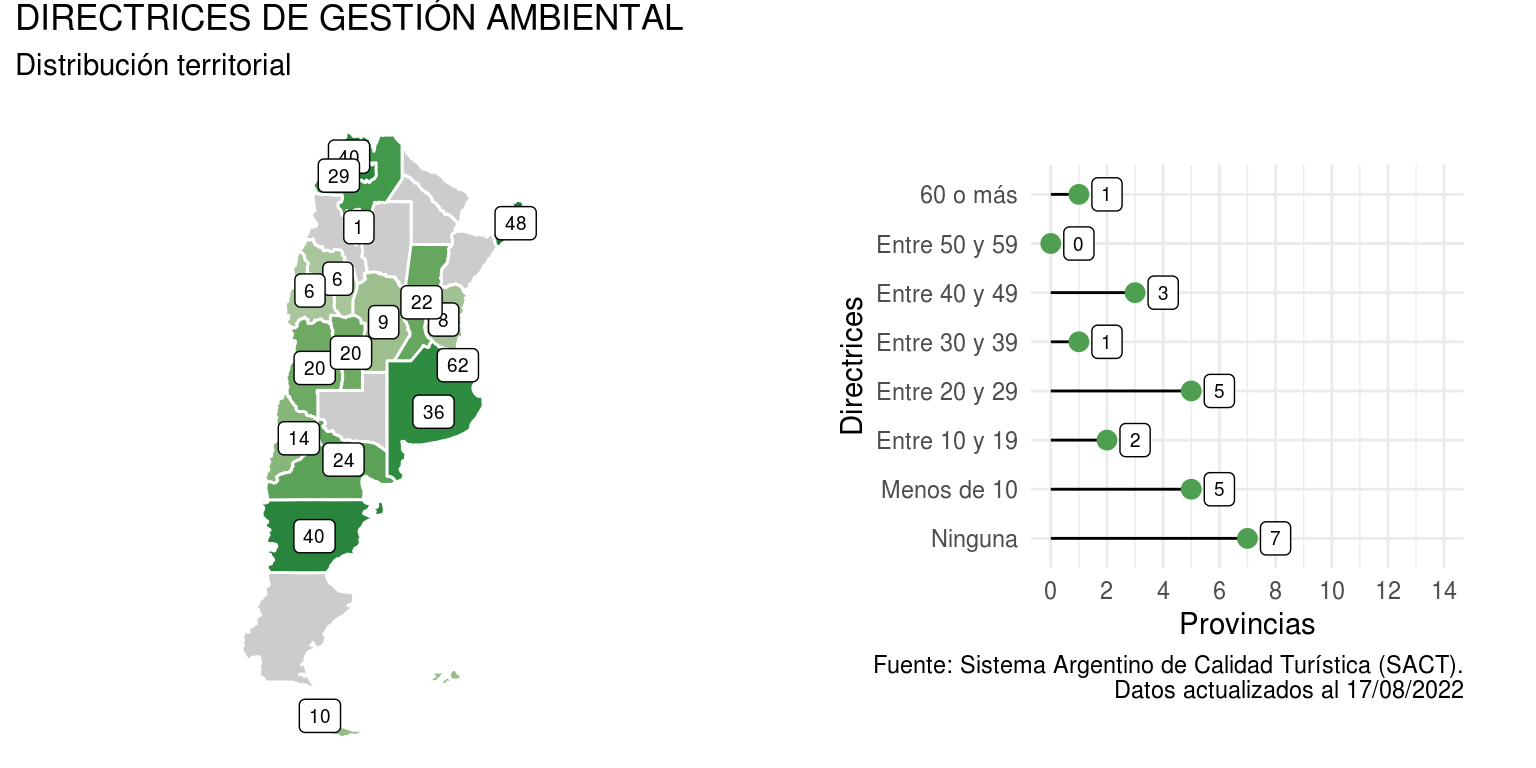 DIRECTRICES DE GESTIÓN AMBIENTAL
Distribución territorial
40
29
1
48
6
6
22
9
8
20
20
62
36
14
24
40
10
Directrices
60 o más
1
Entre 50 y 59
0
Entre 40 y 49
3
Entre 30 y 39
1
Entre 20 y 29
5
Entre 10 y 19
2
Menos de 10
5
Ninguna
7
0 2 4 6 8 10 12 14
Provincias
Fuente: Sistema Argentino de Calidad Turística (SACT).
Datos actualizados al 17/08/2022